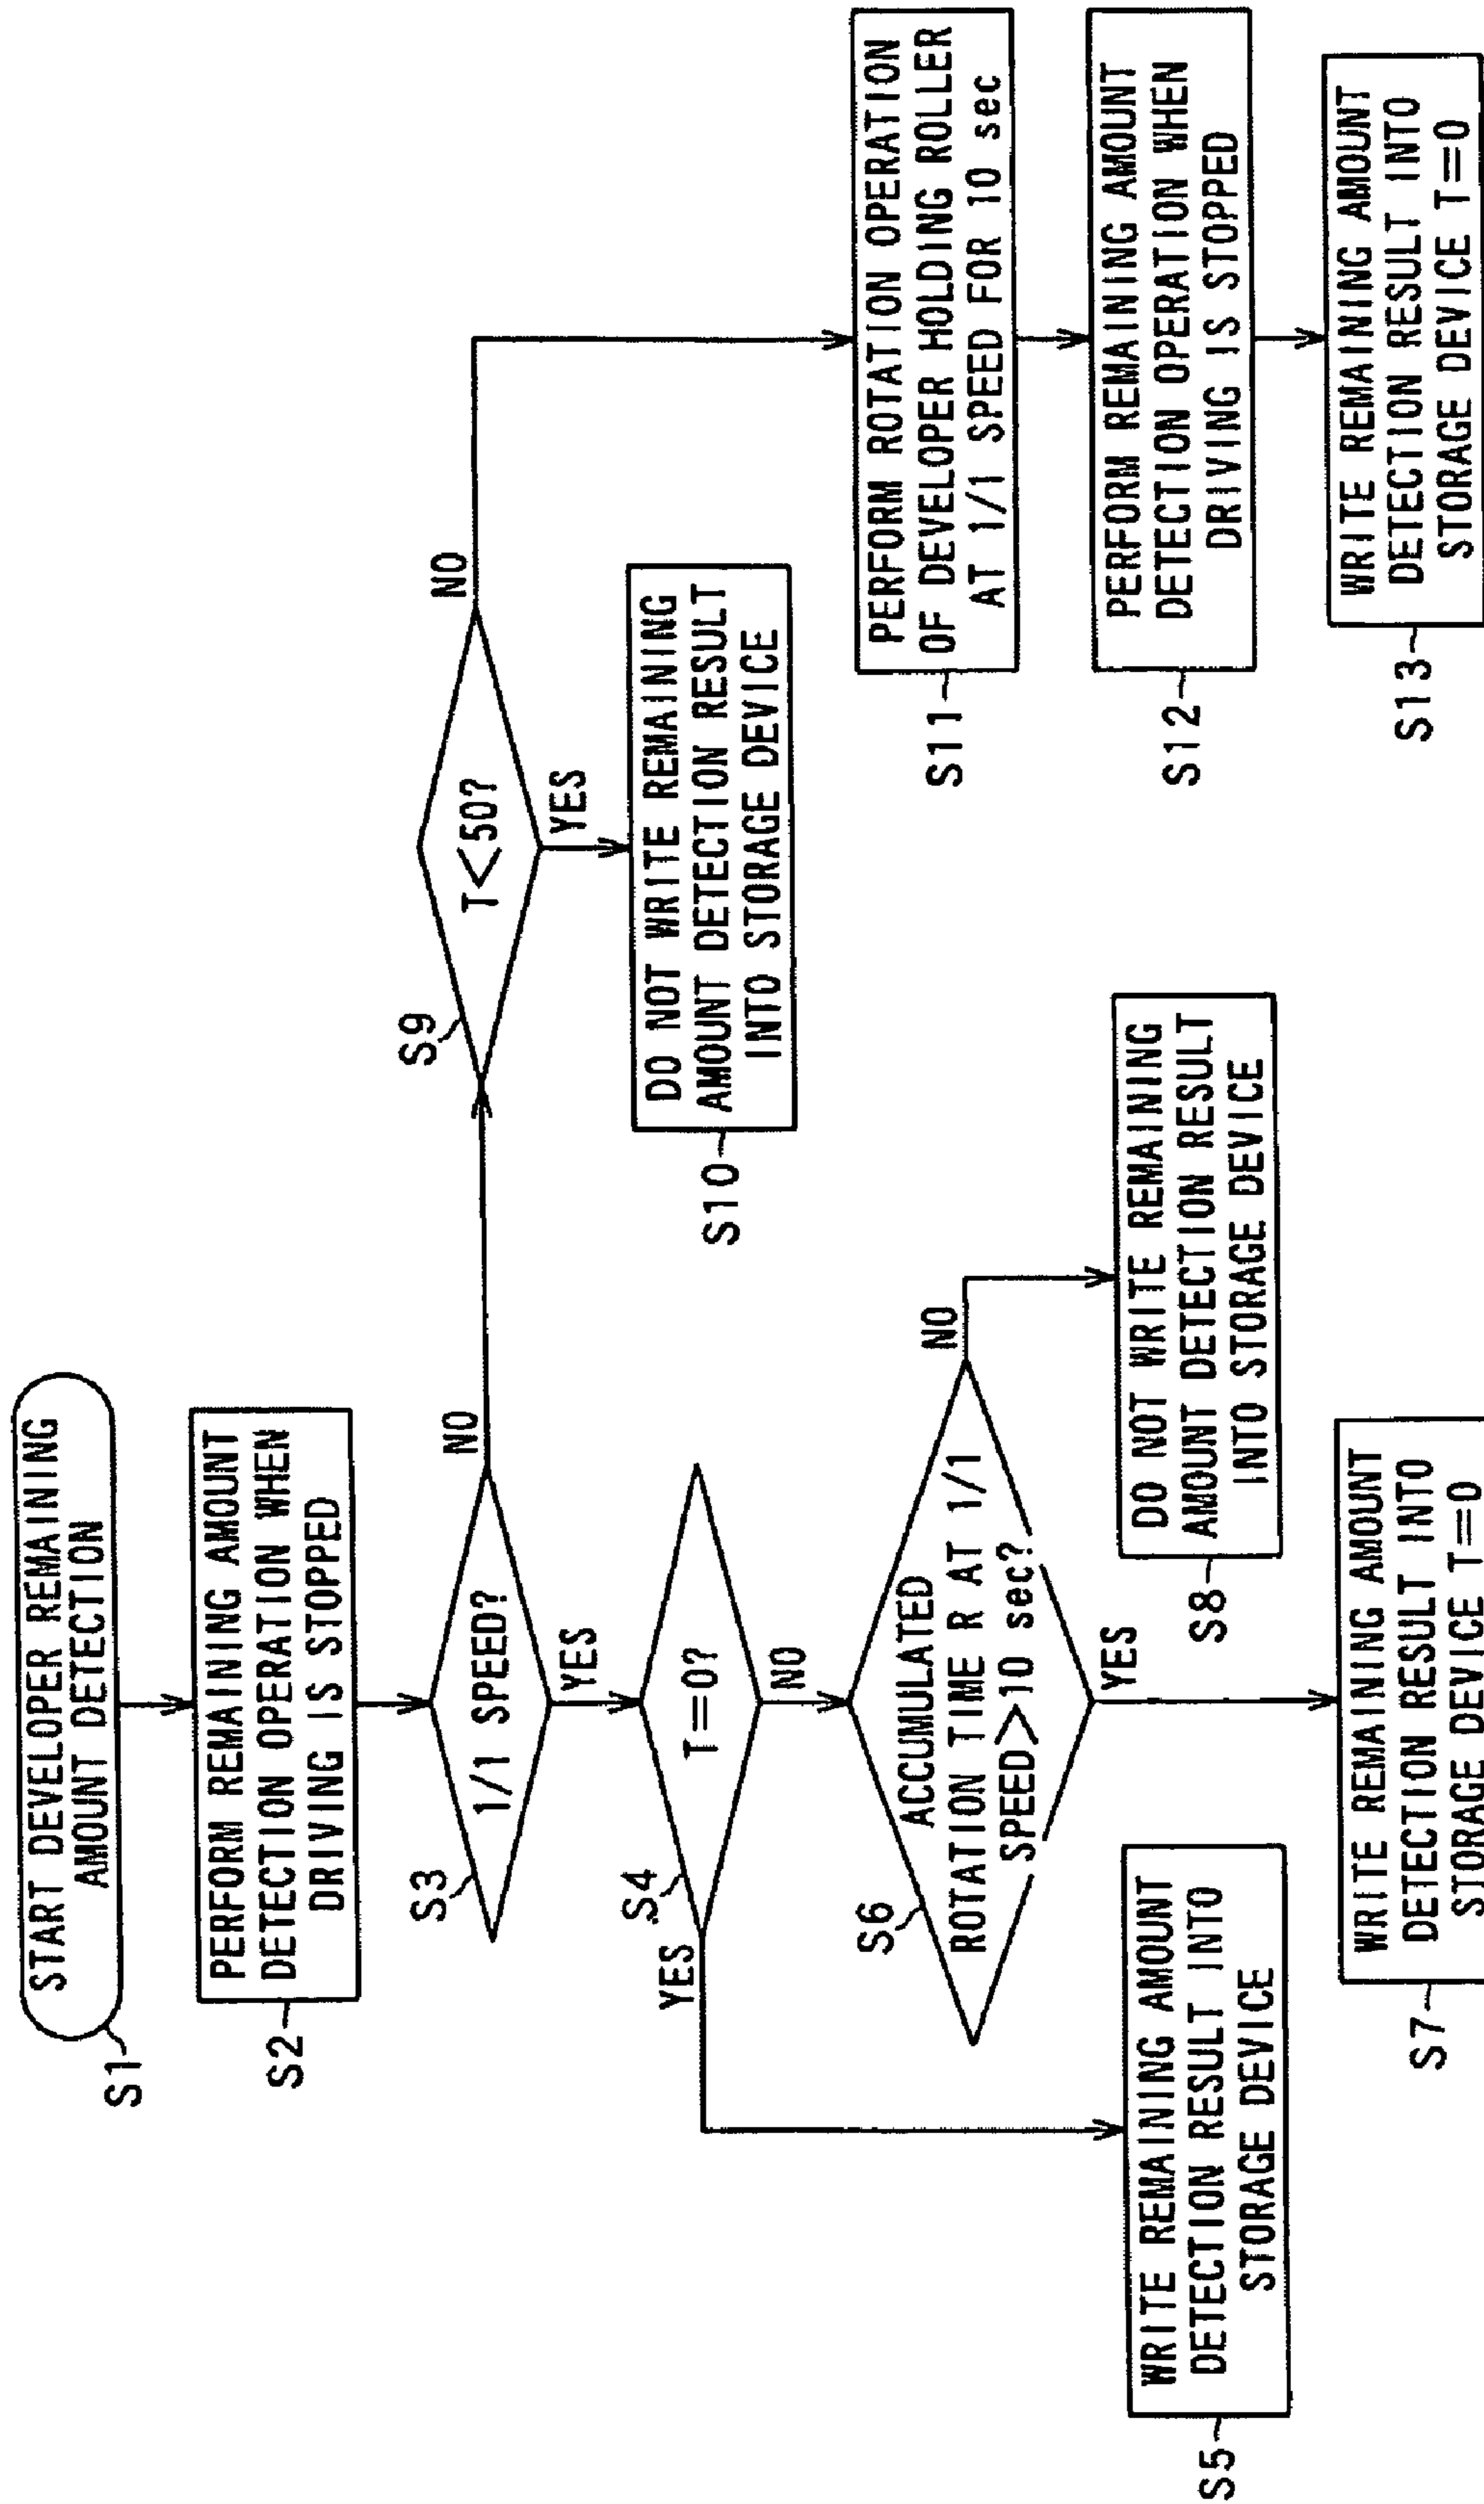 START DEVELOPER REMAINING
AMOUNT DETECTION
S1
PERFORM REMAINING AMOUNT
DETECTION OPERATION WHEN
DRIVING IS STOPPED
S2
S3
1/1 SPEED?
NO
YES
S4
T=0?
YES
NO
S6
ACCUMULATED
ROTATION TIME R AT 1/1
SPEED>10 sec?
NO
YES
S5
WRITE REMAINING AMOUNT
DETECTION RESULT INTO
STORAGE DEVICE
S7
WRITE REMAINING AMOUNT
DETECTION RESULT INTO
STORAGE DEVICE T=0
S8
DO NOT WRITE REMAINING
AMOUNT DETECTION RESULT
INTO STORAGE DEVICE
S9
T<50?
NO
YES
S10
DO NOT WRITE REMAINING
AMOUNT DETECTION RESULT
INTO STORAGE DEVICE
S11
PERFORM ROTATION OPERATION
OF DEVELOPER HOLDING ROLLER
AT 1/1 SPEED FOR 10 sec
S12
PERFORM REMAINING AMOUNT
DETECTION OPERATION WHEN
DRIVING IS STOPPED
S13
WRITE REMAINING AMOUNT
DETECTION RESULT INTO
STORAGE DEVICE T=0